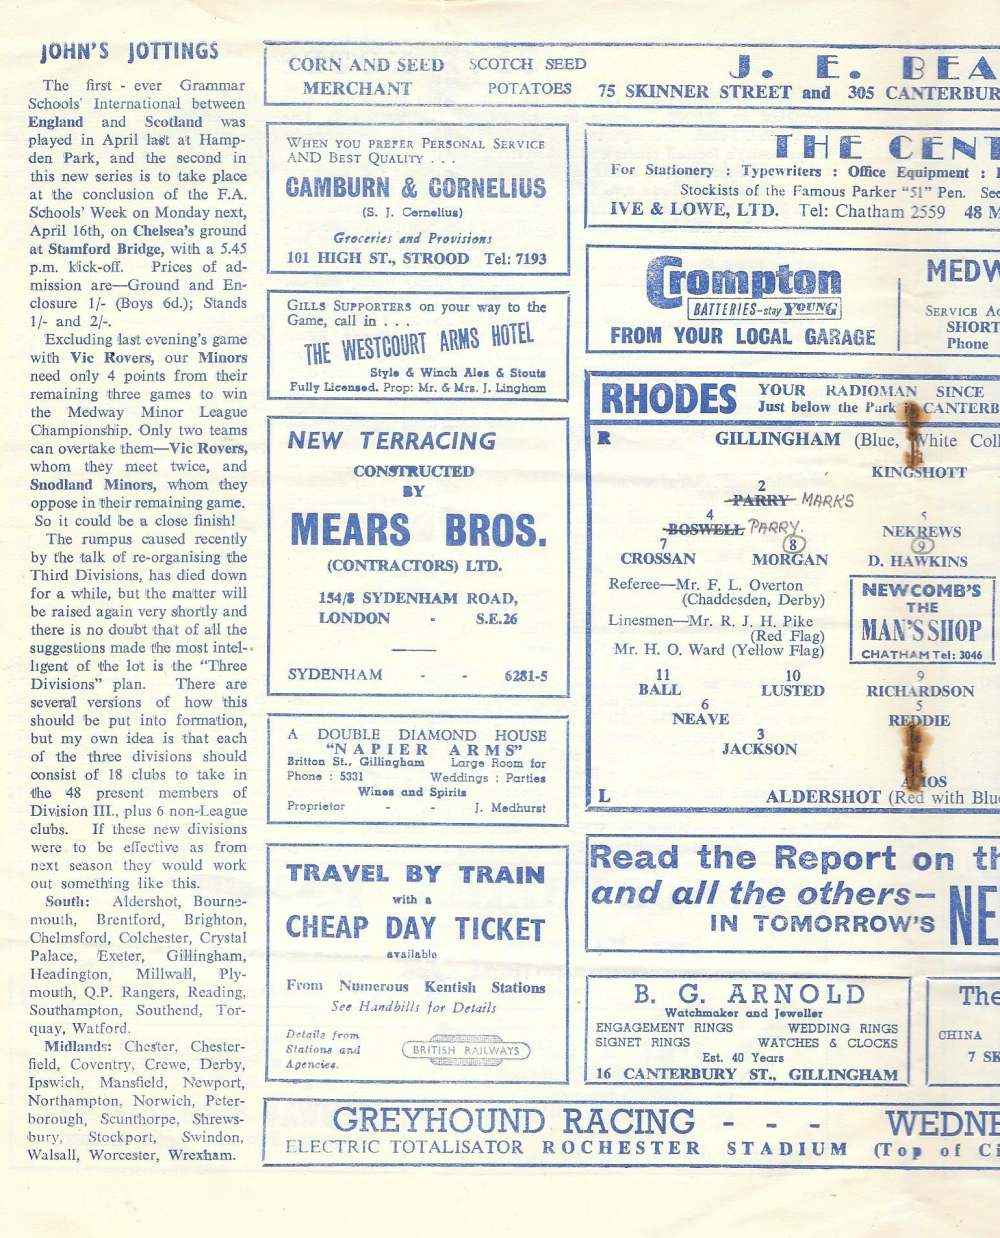 JOHN'S JOTTINGS
The first - ever Grammar
Schools' International between
England and Scotland was
played in April last at Hamp-
den Park, and the second in
this new series is to take place
at the conclusion of the F.A.
Schools' Week on Monday next,
April 16th, on Chelsea's ground
at Stamford Bridge, with a 5.45
p.m. kick-off. Prices of ad-
mission are—Ground and En-
closure 1/- (Boys 6d.); Stands
1/- and 2/-.
Excluding last evening's game
with Vic Rovers, our Minors
need only 4 points from their
remaining three games to win
the Medway Minor League
Championship. Only two teams
can overtake them—Vic Rovers,
whom they meet twice, and
Snodland Minors, whom they
oppose in their remaining game.
So it could be a close finish!
The rumpus caused recently
by the talk of re-organising the
Third Divisions, has died down
for a while, but the matter will
be raised again very shortly and
there is no doubt that of all the
suggestions made the most intel-
ligent of the lot is the "Three
Divisions" plan. There are
several versions of how this
should be put into formation,
but my own idea is that each
of the three divisions should
consist of 18 clubs to take in
the 48 present members of
Division III., plus 6 non-League
clubs. If these new divisions
were to be effective as from
next season they would work
out something like this.
South: Aldershot, Bourne-
mouth, Brentford, Brighton,
Chelmsford, Colchester, Crystal
Palace, Exeter, Gillingham,
Headington, Millwall, Ply-
mouth, Q.P. Rangers, Reading,
Southampton, Southend, Tor-
quay, Watford.
Midlands: Chester, Chester-
field, Coventry, Crewe, Derby,
Ipswich, Mansfield, Newport,
Northampton, Norwich, Peter-
borough, Scunthorpe, Shrews-
bury, Stockport, Swindon,
Walsall, Worcester, Wrexham.
CORN AND SEED SCOTCH SEED
MERCHANT POTATOES
J. E. BEA
75 SKINNER STREET and 305 CANTERBUR
WHEN YOU PREFER PERSONAL SERVICE
AND BEST QUALITY . . .
CAMBURN & CORNELIUS
(S. J. Cornelius)
Groceries and Provisions
101 HIGH ST., STROOD Tel: 7193
THE CENT
For Stationery : Typewriters : Office Equipment :
Stockists of the Famous Parker "51" Pen. See
IVE & LOWE, LTD. Tel: Chatham 2559 48 M
GILLS SUPPORTERS on your way to the
Game, call in . . .
THE WESTCOURT ARMS HOTEL
Style & Winch Ales & Stouts
Fully Licensed. Prop: Mr. & Mrs. J. Lingham
Crompton
BATTERIES-stay YOUNG
FROM YOUR LOCAL GARAGE
MEDW
SERVICE
SHORT
Phone
NEW TERRACING
CONSTRUCTED
BY
MEARS BROS.
(CONTRACTORS) LTD.
154/8 SYDENHAM ROAD,
LONDON - S.E.26
SYDENHAM - - 6281-5
RHODES YOUR RADIOMAN SINCE
Just below the Park CANTERB
R GILLINGHAM (Blue, White Coll
KINGSHOTT
2
PARRY MARKS
4 5
BOSWELL PARRY. NEKREWS
7 8 9
CROSSAN MORGAN D. HAWKINS
Referee—Mr. F. L. Overton
(Chaddesden, Derby)
Linesmen—Mr. R. J. H. Pike
(Red Flag)
Mr. H. O. Ward (Yellow Flag)
NEWCOMB'S
THE
MAN'S SHOP
CHATHAM Tel: 3046
11 10 9
BALL LUSTED RICHARDSON
6 5
NEAVE REDDIE
3
JACKSON
L ALDERSHOT (Red with Blue
A DOUBLE DIAMOND HOUSE
"NAPIER ARMS"
Britton St., Gillingham Large Room for
Phone : 5331 Weddings : Parties
Wines and Spirits
Proprietor - - J. Medhurst
TRAVEL BY TRAIN
with a
CHEAP DAY TICKET
available
From Numerous Kentish Stations
See Handbills for Details
Details from
Stations and
Agencies.
BRITISH RAILWAYS
Read the Report on th
and all the others—
IN TOMORROW'S NE
B. G. ARNOLD
Watchmaker and Jeweller
ENGAGEMENT RINGS WEDDING RINGS
SIGNET RINGS WATCHES & CLOCKS
Est. 40 Years
16 CANTERBURY ST., GILLINGHAM
The
CHINA
7 SK
GREYHOUND RACING - - - WEDNE
ELECTRIC TOTALISATOR ROCHESTER STADIUM (Top of Ci